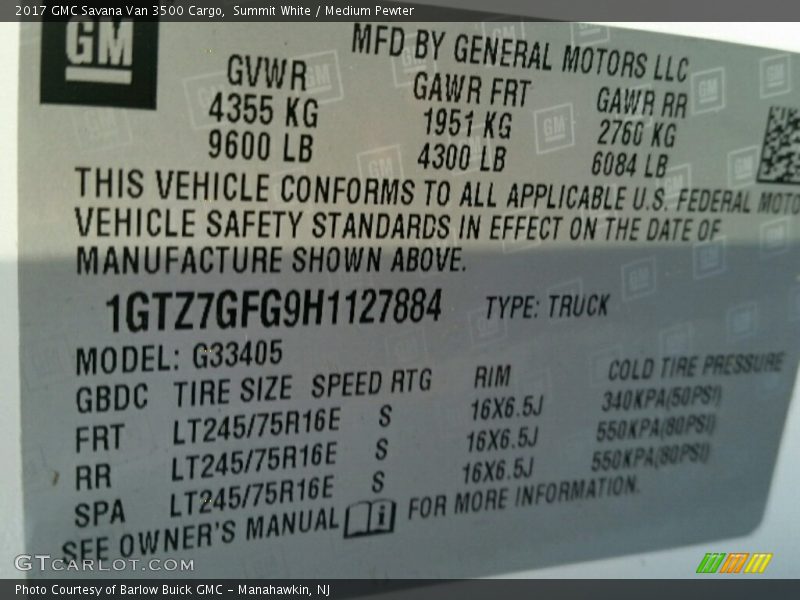 2017 GMC Savana Van 3500 Cargo, Summit White / Medium Pewter
GM
MFD BY GENERAL MOTORS LLC
GVWR GAWR FRT GAWR RR
4355 KG 1951 KG 2760 KG
9600 LB 4300 LB 6084 LB
THIS VEHICLE CONFORMS TO ALL APPLICABLE U.S. FEDERAL MOTO
VEHICLE SAFETY STANDARDS IN EFFECT ON THE DATE OF
MANUFACTURE SHOWN ABOVE.
1GTZ7GFG9H1127884 TYPE: TRUCK
MODEL: G33405
GBDC TIRE SIZE SPEED RTG RIM COLD TIRE PRESSURE
FRT LT245/75R16E S 16X6.5J 340KPA(50PSI)
RR LT245/75R16E S 16X6.5J 550KPA(80PSI)
SPA LT245/75R16E S 16X6.5J 550KPA(80PSI)
SEE OWNER'S MANUAL FOR MORE INFORMATION.
GTCARLOT.COM
Photo Courtesy of Barlow Buick GMC – Manahawkin, NJ